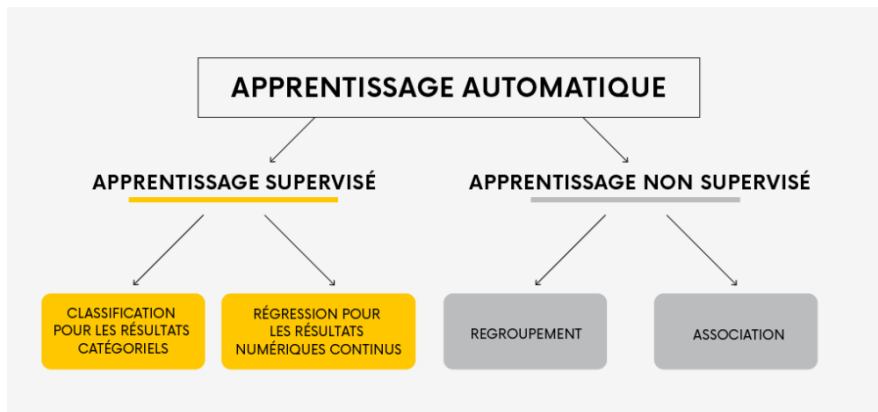 APPRENTISSAGE AUTOMATIQUE
APPRENTISSAGE SUPERVISÉ
APPRENTISSAGE NON SUPERVISÉ
CLASSIFICATION
POUR LES RÉSULTATS
CATÉGORIELS
RÉGRESSION POUR
LES RÉSULTATS
NUMÉRIQUES CONTINUS
REGROUPEMENT
ASSOCIATION